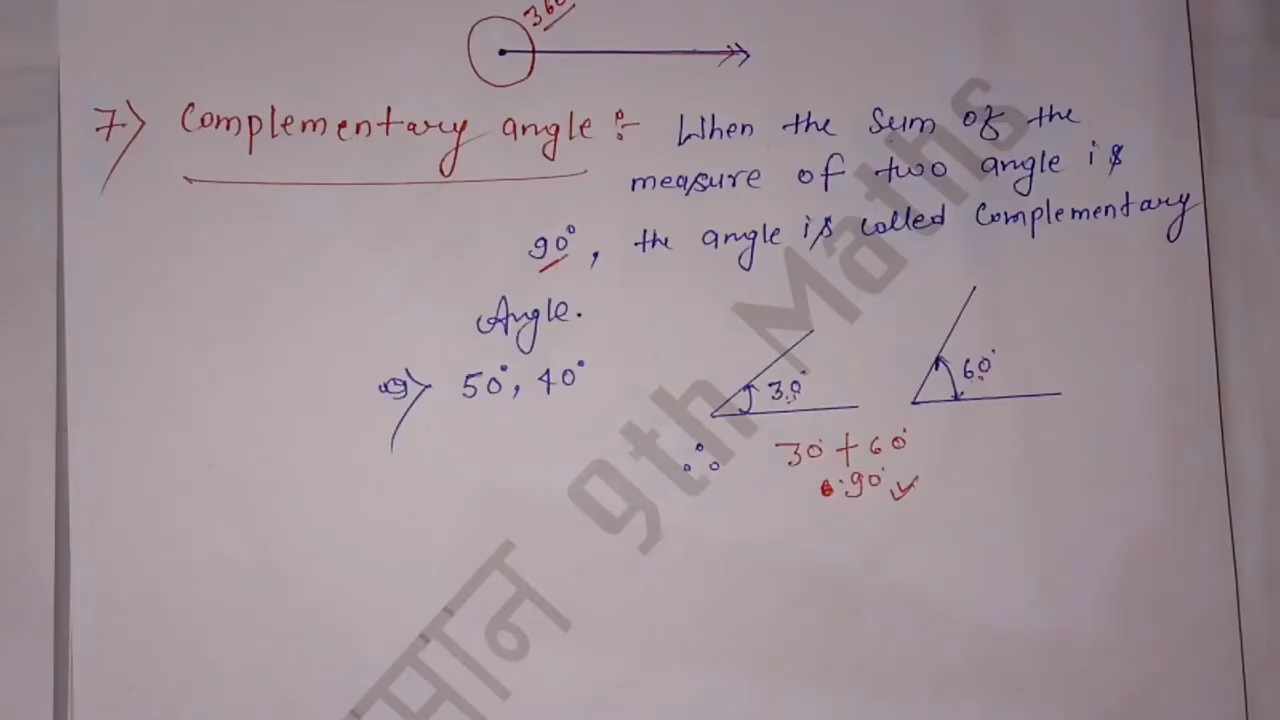 360
7) Complementary angle :- When the sum of the
measure of two angle is
90°, the angle is called Complementary
Angle.
eg> 50°, 40°
30° 60°
∴ 30° + 60°
90° ✓
मान 9th Maths